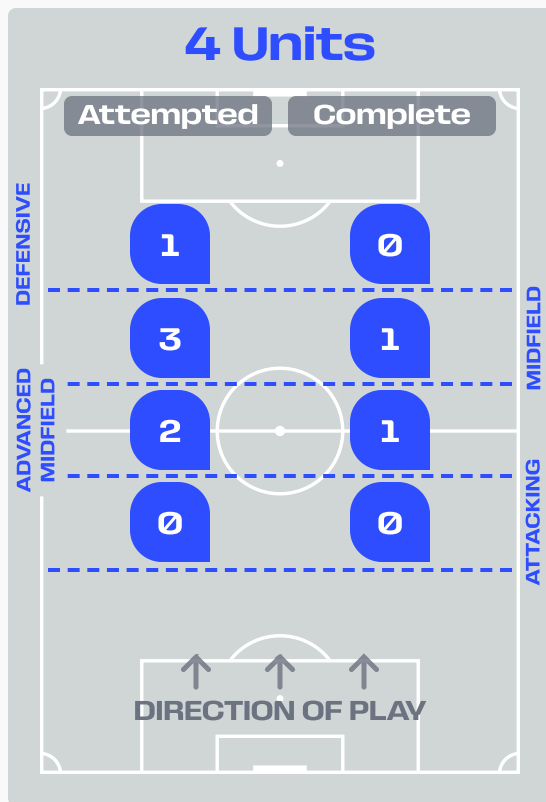 4 Units
Attempted Complete
DEFENSIVE
1 0
MIDFIELD
3 1
ADVANCED
MIDFIELD
2 1
ATTACKING
0 0
DIRECTION OF PLAY